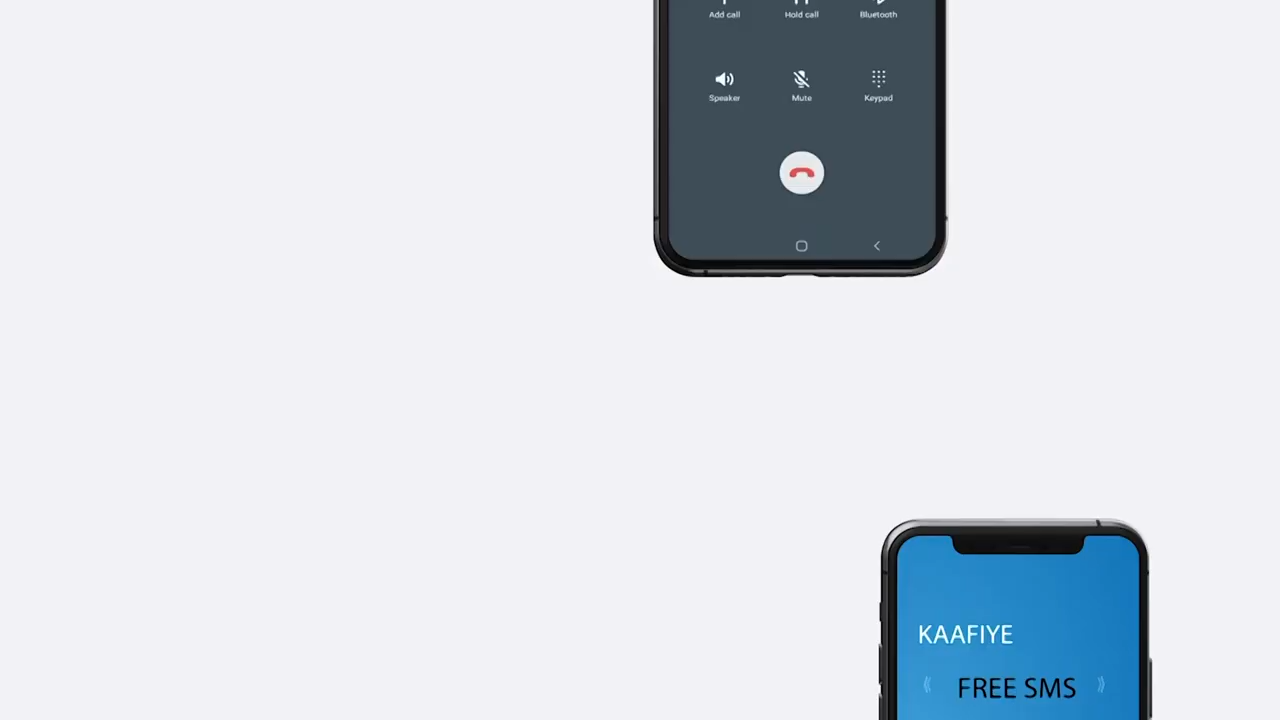 Add call Hold call Bluetooth
Speaker Mute Keypad
KAAFIYE
FREE SMS